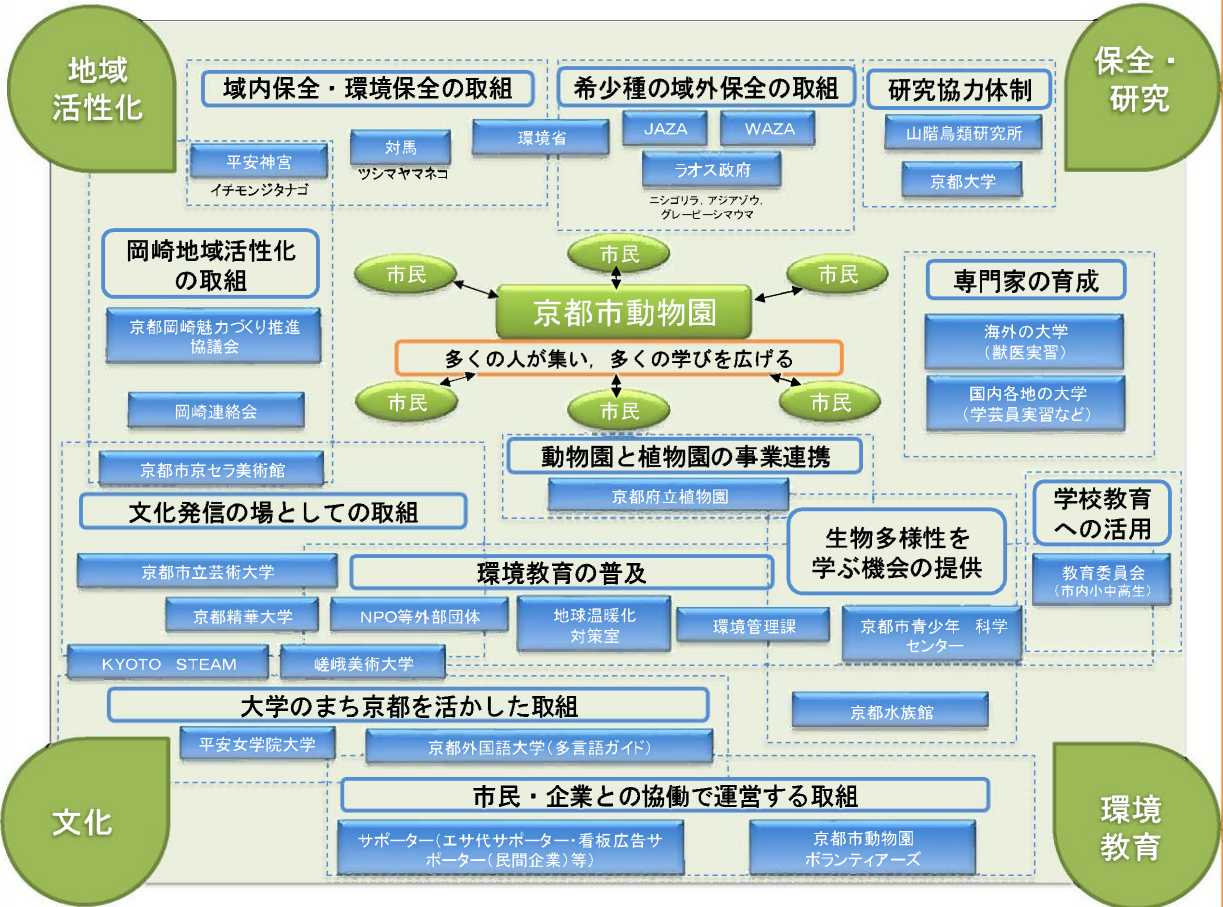 地域
活性化
保全・
研究
域内保全・環境保全の取組
希少種の域外保全の取組
研究協力体制
平安神宮
イチモンジタナゴ
対馬
ツシマヤマネコ
環境省
JAZA
WAZA
ラオス政府
ニシゴリラ，アジアゾウ，
グレービーシマウマ
山階鳥類研究所
京都大学
岡崎地域活性化
の取組
京都岡崎魅力づくり推進
協議会
岡崎連絡会
京都市京セラ美術館
市民
市民
市民
京都市動物園
多くの人が集い，多くの学びを広げる
市民
市民
市民
専門家の育成
海外の大学
（獣医実習）
国内各地の大学
（学芸員実習など）
動物園と植物園の事業連携
京都府立植物園
文化発信の場としての取組
生物多様性を
学ぶ機会の提供
学校教育
への活用
教育委員会
（市内小中高生）
京都市立芸術大学
環境教育の普及
京都精華大学
NPO等外部団体
地球温暖化
対策室
環境管理課
京都市青少年　科学
センター
KYOTO　STEAM
嵯峨美術大学
京都水族館
大学のまち京都を活かした取組
平安女学院大学
京都外国語大学（多言語ガイド）
市民・企業との協働で運営する取組
サポーター（エサ代サポーター・看板広告サ
ポーター（民間企業）等）
京都市動物園
ボランティアーズ
文化
環境
教育